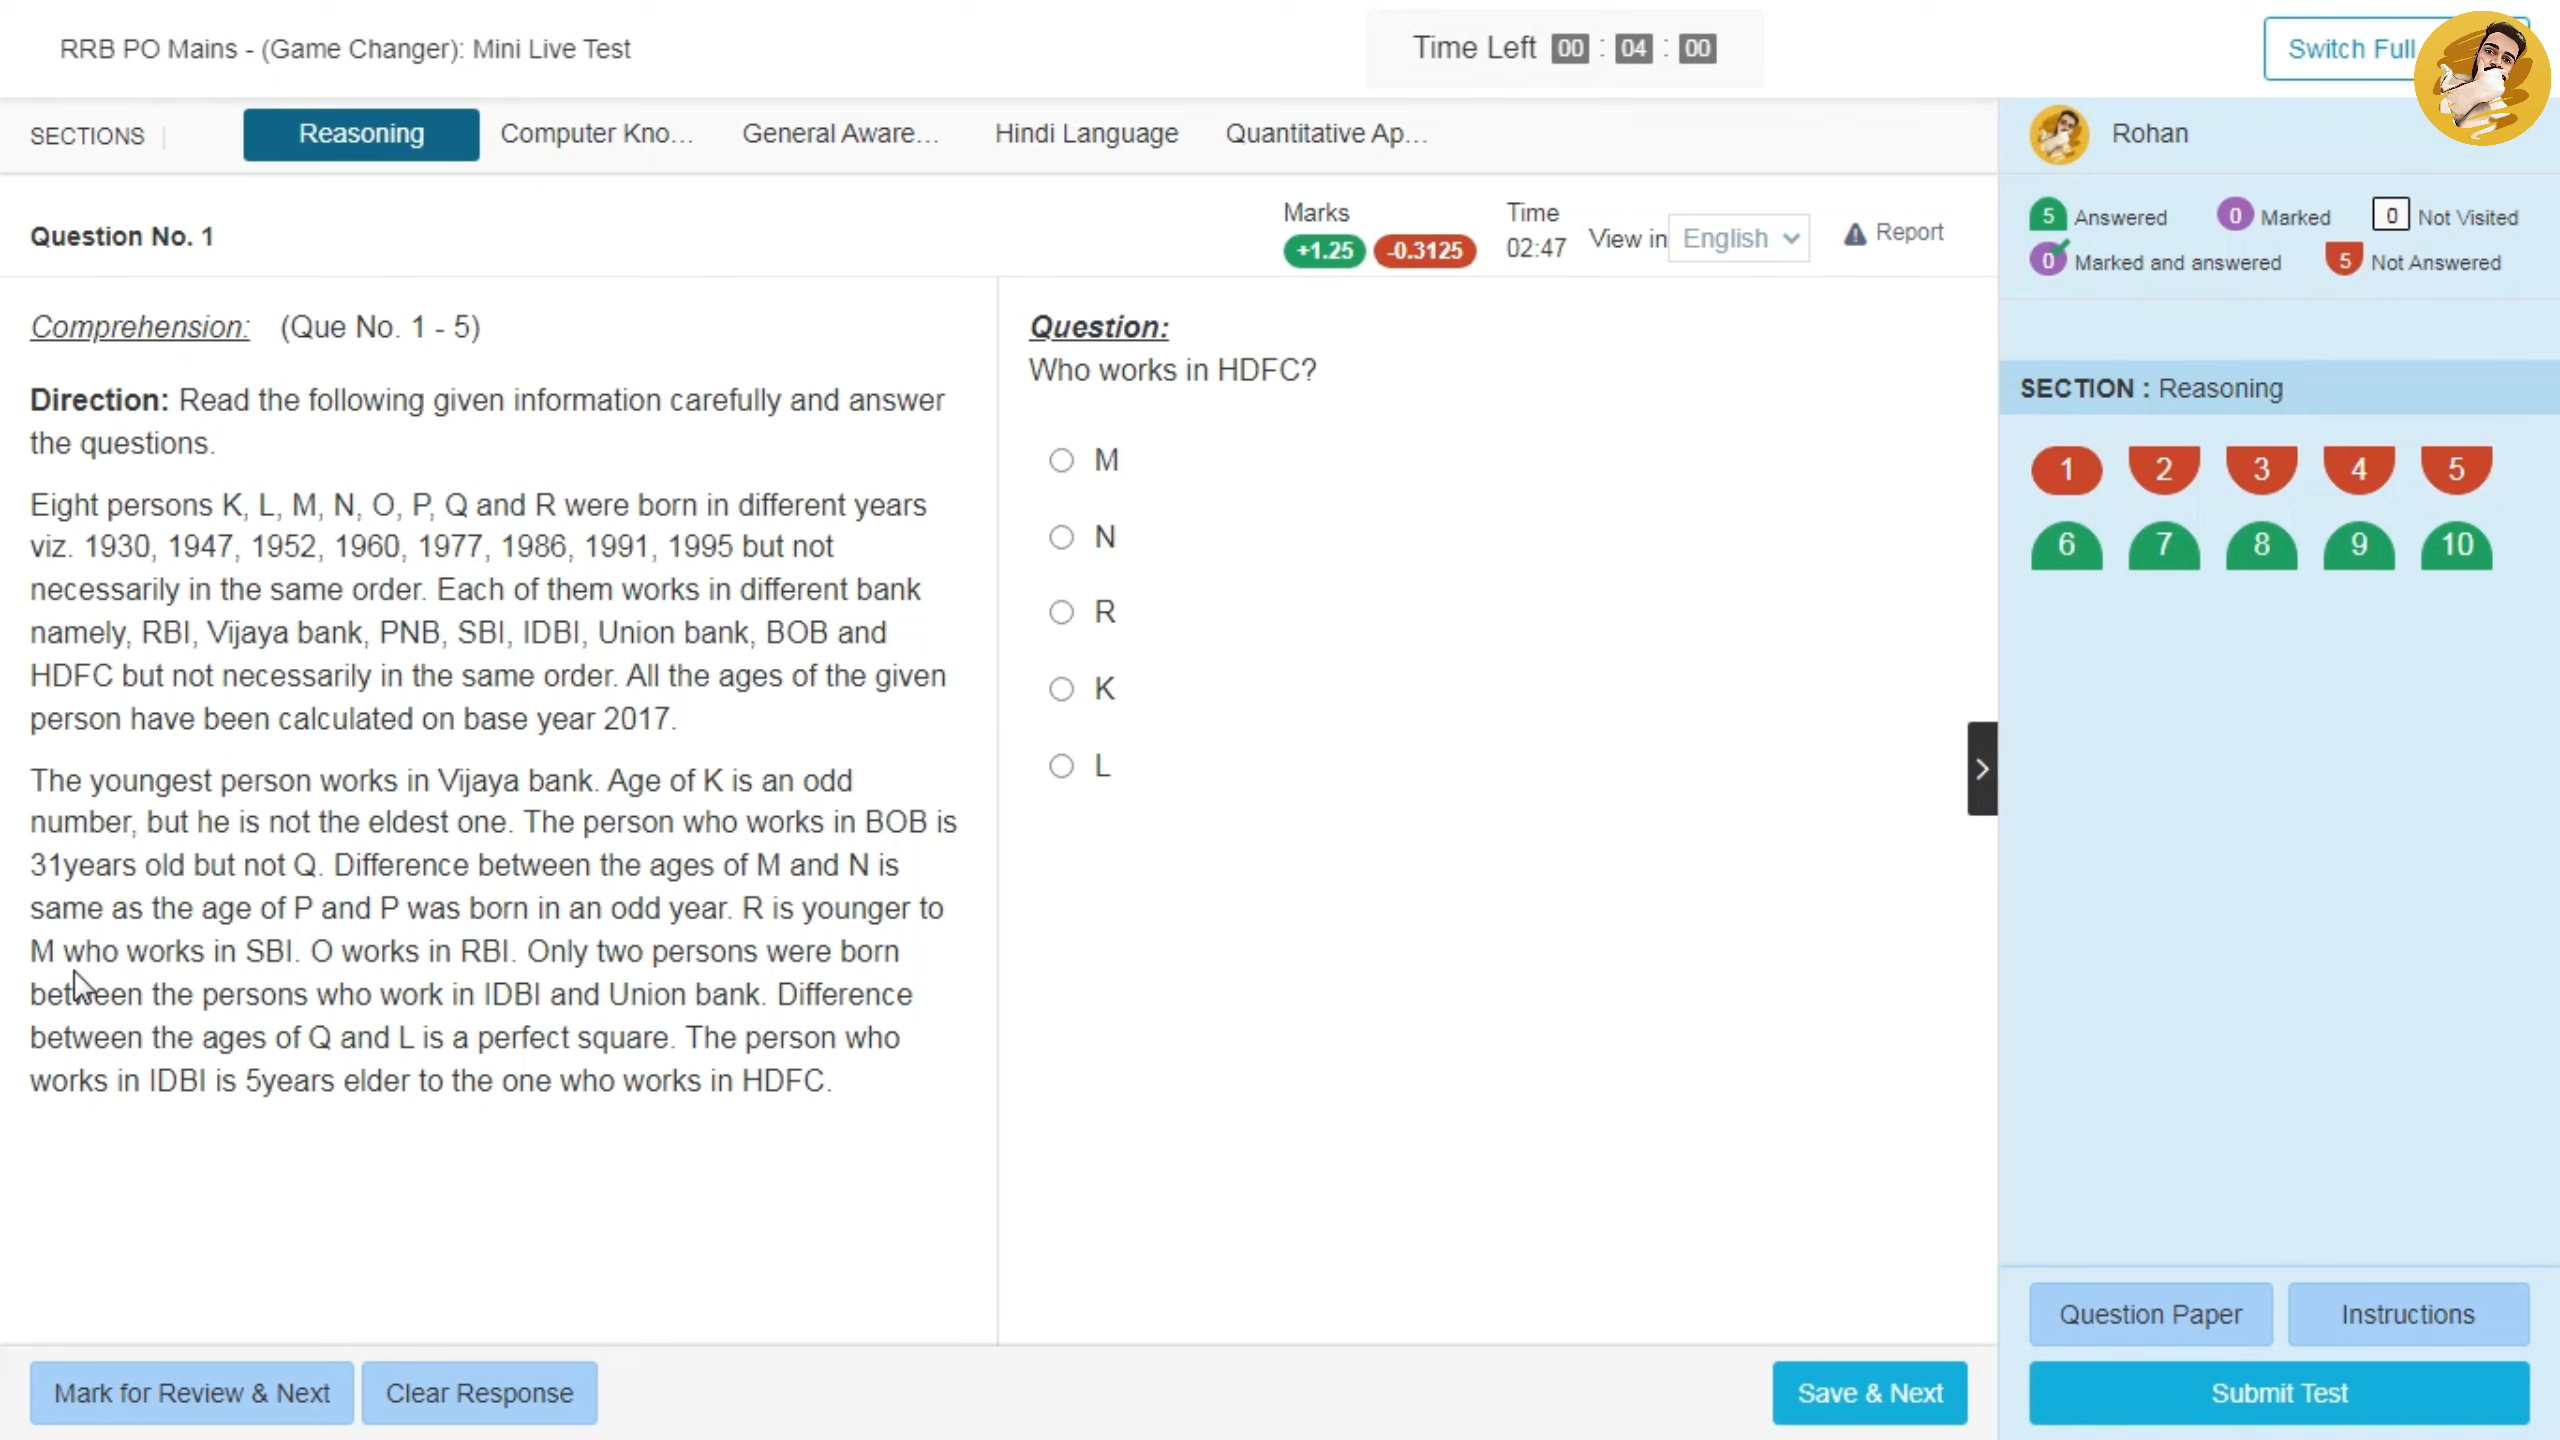 RRB PO Mains - (Game Changer): Mini Live Test
Time Left 00 : 04 : 00
Switch Full
SECTIONS
Reasoning
Computer Kno...
General Aware...
Hindi Language
Quantitative Ap...
Rohan
Question No. 1
Marks
+1.25 -0.3125
Time
02:47
View in English
Report
5 Answered
0 Marked
0 Not Visited
0 Marked and answered
5 Not Answered
Comprehension: (Que No. 1 - 5)
Direction: Read the following given information carefully and answer
the questions.
Eight persons K, L, M, N, O, P, Q and R were born in different years
viz. 1930, 1947, 1952, 1960, 1977, 1986, 1991, 1995 but not
necessarily in the same order. Each of them works in different bank
namely, RBI, Vijaya bank, PNB, SBI, IDBI, Union bank, BOB and
HDFC but not necessarily in the same order. All the ages of the given
person have been calculated on base year 2017.
The youngest person works in Vijaya bank. Age of K is an odd
number, but he is not the eldest one. The person who works in BOB is
31years old but not Q. Difference between the ages of M and N is
same as the age of P and P was born in an odd year. R is younger to
M who works in SBI. O works in RBI. Only two persons were born
between the persons who work in IDBI and Union bank. Difference
between the ages of Q and L is a perfect square. The person who
works in IDBI is 5years elder to the one who works in HDFC.
Question:
Who works in HDFC?
M
N
R
K
L
SECTION : Reasoning
1 2 3 4 5
6 7 8 9 10
Question Paper
Instructions
Mark for Review & Next
Clear Response
Save & Next
Submit Test